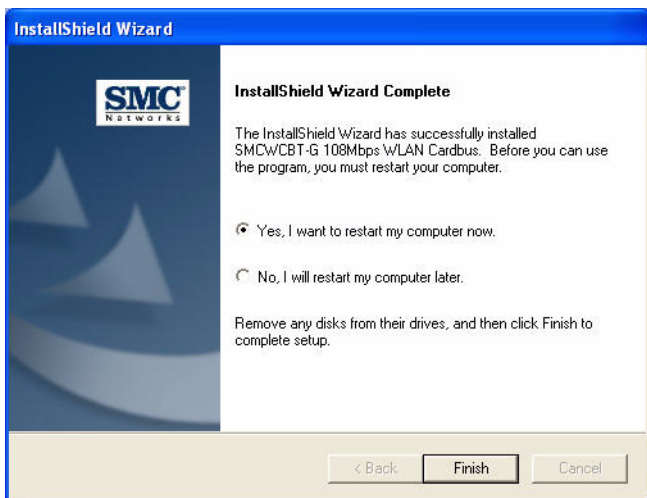 InstallShield Wizard
SMC
Networks
InstallShield Wizard Complete
The InstallShield Wizard has successfully installed
SMCWCBT-G 108Mbps WLAN Cardbus.  Before you can use
the program, you must restart your computer.
Yes, I want to restart my computer now.
No, I will restart my computer later.
Remove any disks from their drives, and then click Finish to
complete setup.
< Back Finish Cancel